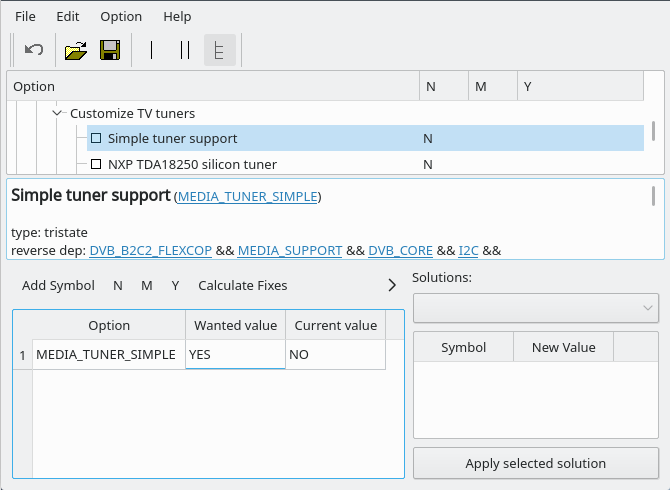 File Edit Option Help
Option N M Y
Customize TV tuners
Simple tuner support N
NXP TDA18250 silicon tuner N
Simple tuner support (MEDIA_TUNER_SIMPLE)
type: tristate
reverse dep: DVB_B2C2_FLEXCOP && MEDIA_SUPPORT && DVB_CORE && I2C &&
Add Symbol N M Y Calculate Fixes
Option Wanted value Current value
1 MEDIA_TUNER_SIMPLE YES NO
Solutions:
Symbol New Value
Apply selected solution